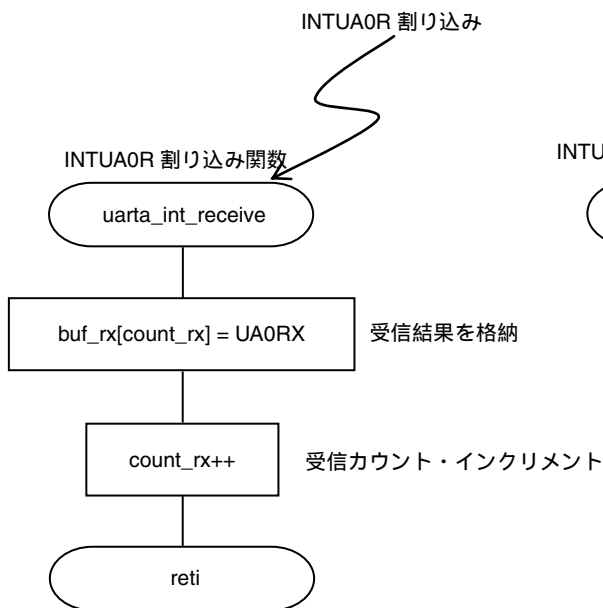 INTUA0R 割り込み
INTUA0R 割り込み関数
INTU
uarta_int_receive
buf_rx[count_rx] = UA0RX
受信結果を格納
count_rx++
受信カウント・インクリメント
reti